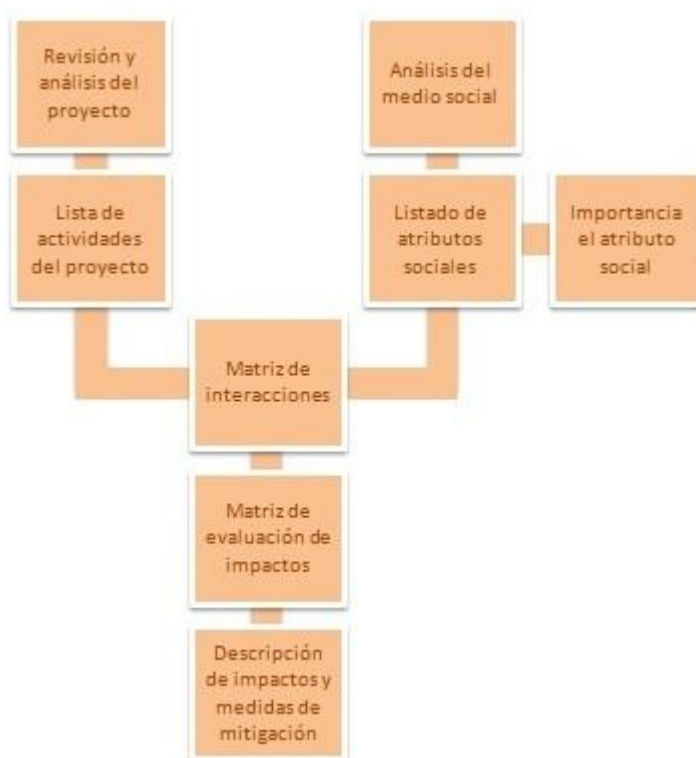 Revisión y
análisis del
proyecto
Análisis del
medio social
Lista de
actividades
del proyecto
Listado de
atributos
sociales
Importancia
el atributo
social
Matriz de
interacciones
Matriz de
evaluación de
impactos
Descripción
de impactos y
medidas de
mitigación